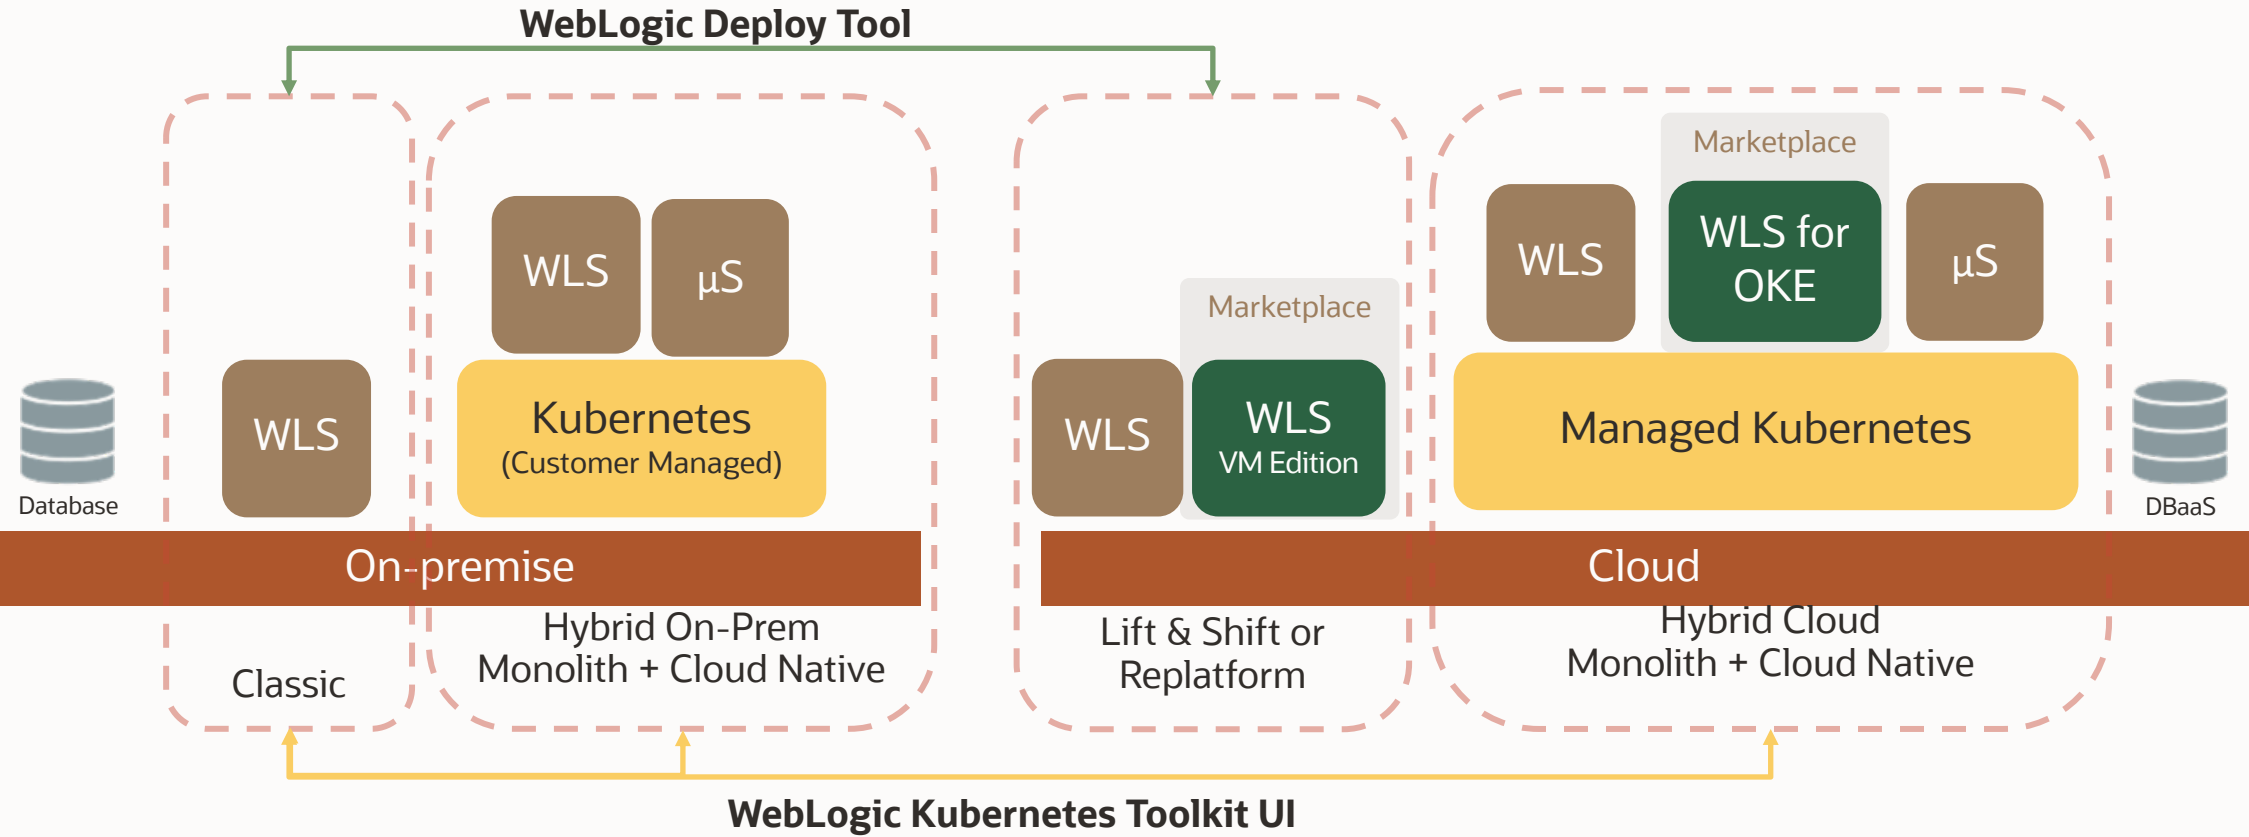 WebLogic Deploy Tool
Marketplace
WLS
µS
WLS
WLS for
OKE
µS
Marketplace
WLS
Kubernetes
(Customer Managed)
WLS
WLS
VM Edition
Managed Kubernetes
Database
DBaaS
On-premise
Cloud
Classic
Hybrid On-Prem
Monolith + Cloud Native
Lift & Shift or
Replatform
Hybrid Cloud
Monolith + Cloud Native
WebLogic Kubernetes Toolkit UI